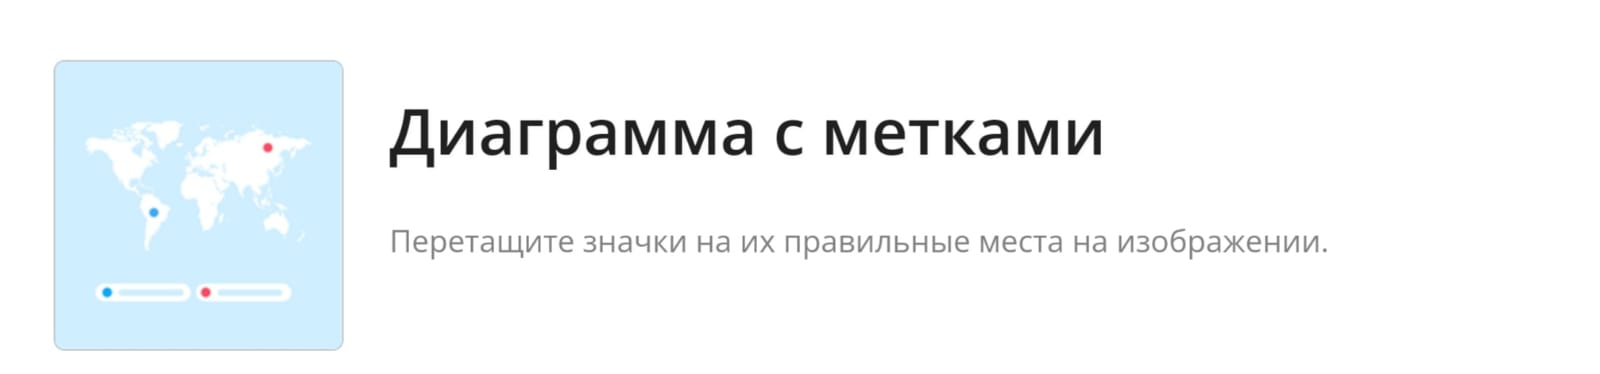 Диаграмма с метками
Перетащите значки на их правильные места на изображении.